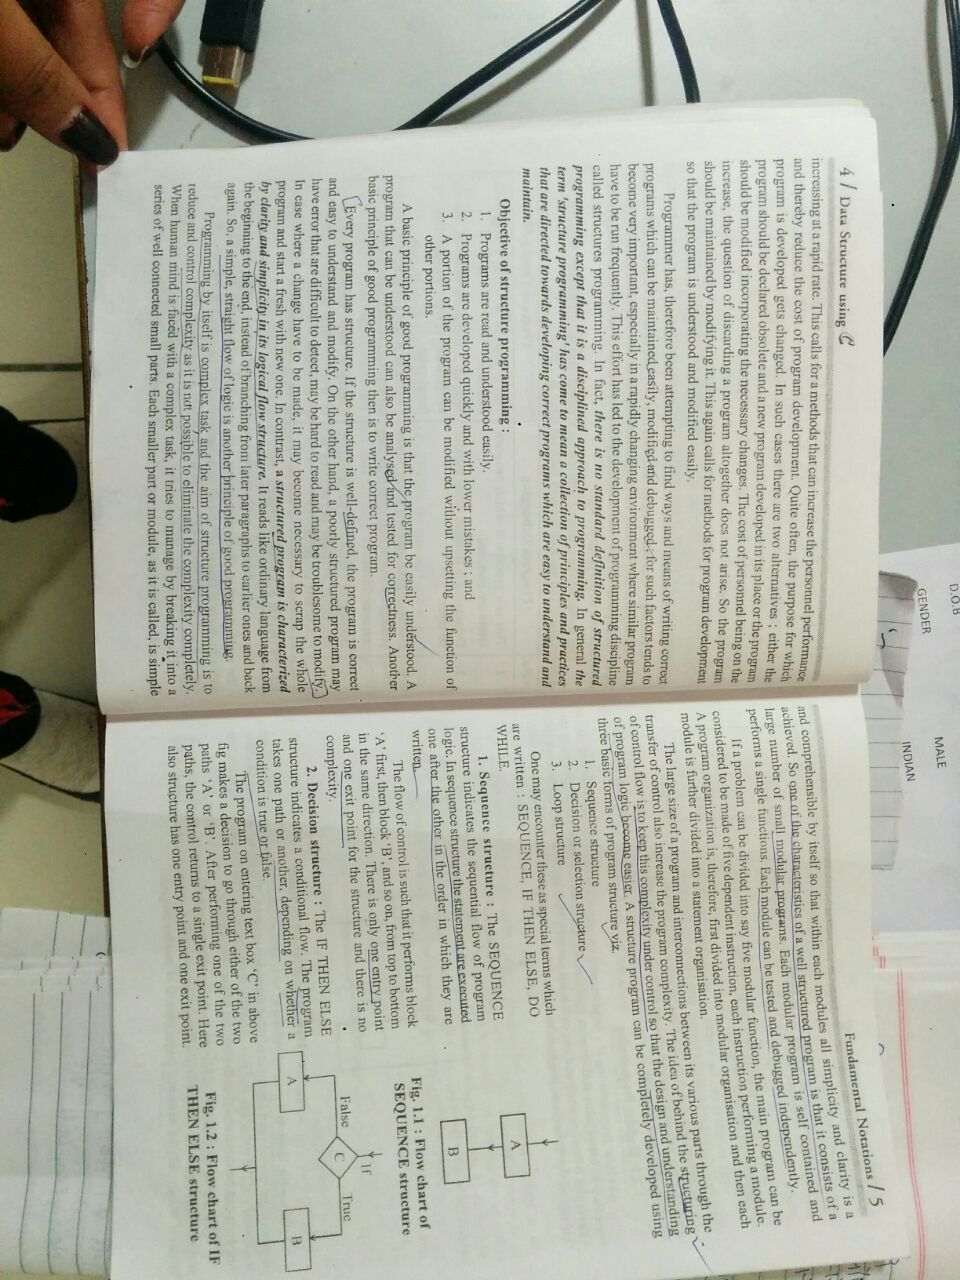 4 / Data Structure using C
increasing at a rapid rate. This calls for a methods that can increase the personnel performance
and thereby reduce the cost of program development. Quite often, the purpose for which
program is developed gets changed. In such cases there are two alternatives ; either the
program should be declared obsolete and a new program developed in its place or the program
should be modified incorporating the necessary changes. The cost of personnel being on the
increase, the question of discarding a program altogether does not arise. So the program
should be maintained by modifying it. This again calls for methods for program development
so that the program is understood and modified easily.
Programmer has, therefore been attempting to find ways and means of writing correct
programs which can be maintained easily, modified and debugged, for such factors tends to
become very important, especially in a rapidly changing environment where similar program
have to be run frequently. This effort has led to the development of programming discipline
called structures programming. In fact, there is no standard definition of structured
programming except that it is a disciplined approach to programming. In general the
term 'structure programming' has come to mean a collection of principles and practices
that are directed towards developing correct programs which are easy to understand and
maintain.
Objective of structure programming :
1. Programs are read and understood easily.
2. Programs are developed quickly and with lower mistakes ; and
3. A portion of the program can be modified without upsetting the function of
other portions.
A basic principle of good programming is that the program be easily understood. A
program that can be understood can also be analysed and tested for correctness. Another
basic principle of good programming then is to write correct program.
Every program has structure. If the structure is well-defined, the program is correct
and easy to understand and modify. On the other hand, a poorly structured program may
have error that are difficult to detect, may be hard to read and may be troublesome to modify.
In case where a change have to be made, it may become necessary to scrap the whole
program and start a fresh with new one. In contrast, a structured program is characterized
by clarity and simplicity in its logical flow structure. It reads like ordinary language from
the beginning to the end, instead of branching from later paragraphs to earlier ones and back
again. So, a simple, straight flow of logic is another principle of good programming.
Programming by itself is complex task and the aim of structure programming is to
reduce and control complexity as it is not possible to eliminate the complexity completely.
When human mind is faced with a complex task, it tries to manage by breaking it into a
series of well connected small parts. Each smaller part or module, as it is called, is simple
Fundamental Notations / 5
and comprehensible by itself so that within each modules all simplicity and clarity is a
achieved. So one of the characteristics of a well structured program is that it consists of a
large number of small modular programs. Each modular program is self contained and
performs a single functions. Each module can be tested and debugged independently.
If a problem can be divided into say five modular function, the main program can be
considered to be made of five dependent instruction, each instruction performing a module.
A program organization is, therefore, first divided into modular organisation and then each
module is further divided into a statement organisation.
The large size of a program and interconnections between its various parts through the
transfer of control also increase the program complexity. The idea of behind the structuring
of control flow is to keep this complexity under control so that the design and understanding
of program logic become easier. A structure program can be completely developed using
three basic forms of program structure viz.
1. Sequence structure
2. Decision or selection structure
3. Loop structure
One may encounter these as special terms which
are written : SEQUENCE, IF THEN ELSE, DO
WHILE.
1. Sequence structure : The SEQUENCE
structure indicates the sequential flow of program
logic. In sequence structure the statement are executed
one after the other in the order in which they are
written.
The flow of control is such that it performs block
'A' first, then block 'B', and so on, from top to bottom
in the same direction. There is only one entry point
and one exit point for the structure and there is no
complexity.
A
B
Fig. 1.1 : Flow chart of
SEQUENCE structure
2. Decision structure : The IF THEN ELSE
structure indicates a conditional flow. The program
takes one path or another, depending on whether a
condition is true or false.
The program on entering text box 'C' in above
fig makes a decision to go through either of the two
paths 'A' or 'B'. After performing one of the two
paths, the control returns to a single exit point. Here
also structure has one entry point and one exit point.
If
False
C
True
A
B
Fig. 1.2 : Flow chart of IF
THEN ELSE structure
D.O.B
GENDER
MALE
INDIAN